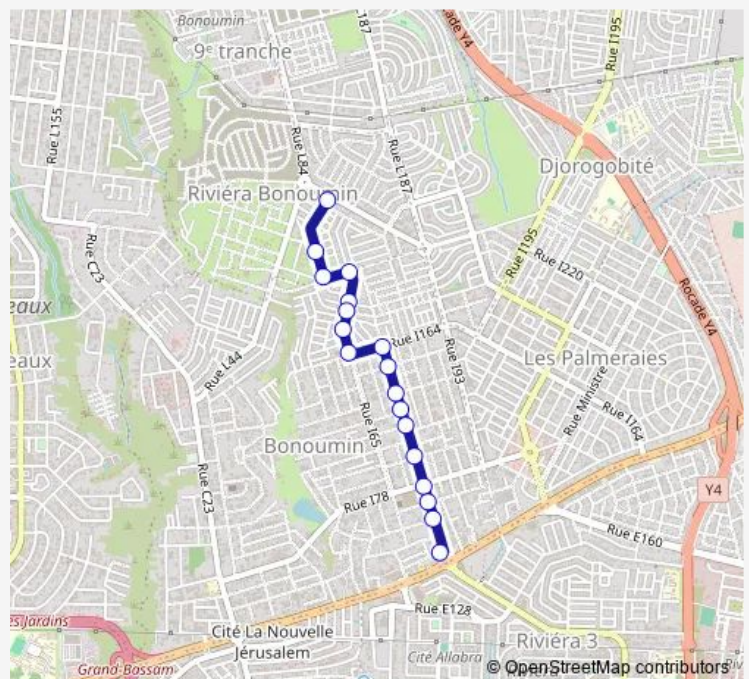 Bonoumin
9e tranche
L187
Rocade Y4
Rue I195
Rue L155
Rue L84
Rue L187
Djorogobité
Riviéra Bonoumin
Rue C23
Rue I195
Rue I220
eaux
Rocade Y4
eaux
Rue L44
Rue I164
Rue I93
Les Palmeraies
Rue Ministre
Rue I164
Rue I65
Bonoumin
Rue C23
Rue I78
Y4
Rue E160
es Jardins
Rue E128
Cité La Nouvelle
Jérusalem
Riviéra 3
Cité Allabra
Grand-Bassam
© OpenStreetMap contributors